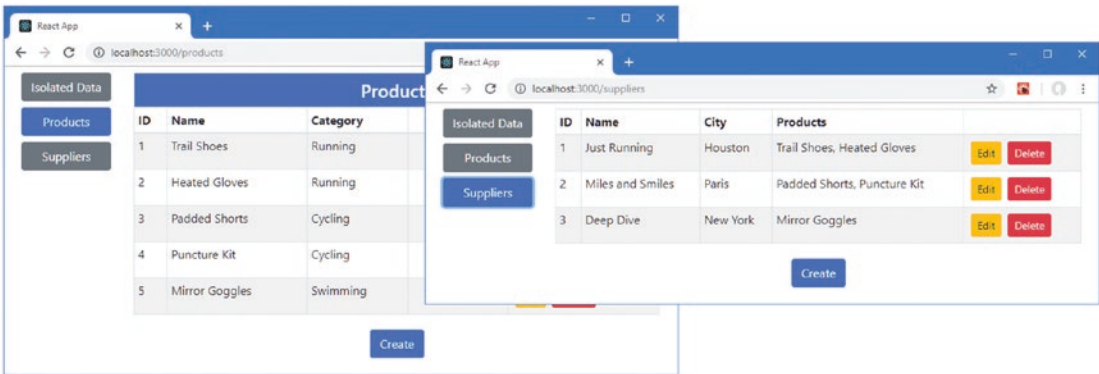 React App
localhost:3000/products
Isolated Data
Products
Suppliers
Product
ID Name Category
1 Trail Shoes Running
2 Heated Gloves Running
3 Padded Shorts Cycling
4 Puncture Kit Cycling
5 Mirror Goggles Swimming
Create
React App
localhost:3000/suppliers
Isolated Data
Products
Suppliers
ID Name City Products
1 Just Running Houston Trail Shoes, Heated Gloves Edit Delete
2 Miles and Smiles Paris Padded Shorts, Puncture Kit Edit Delete
3 Deep Dive New York Mirror Goggles Edit Delete
Create